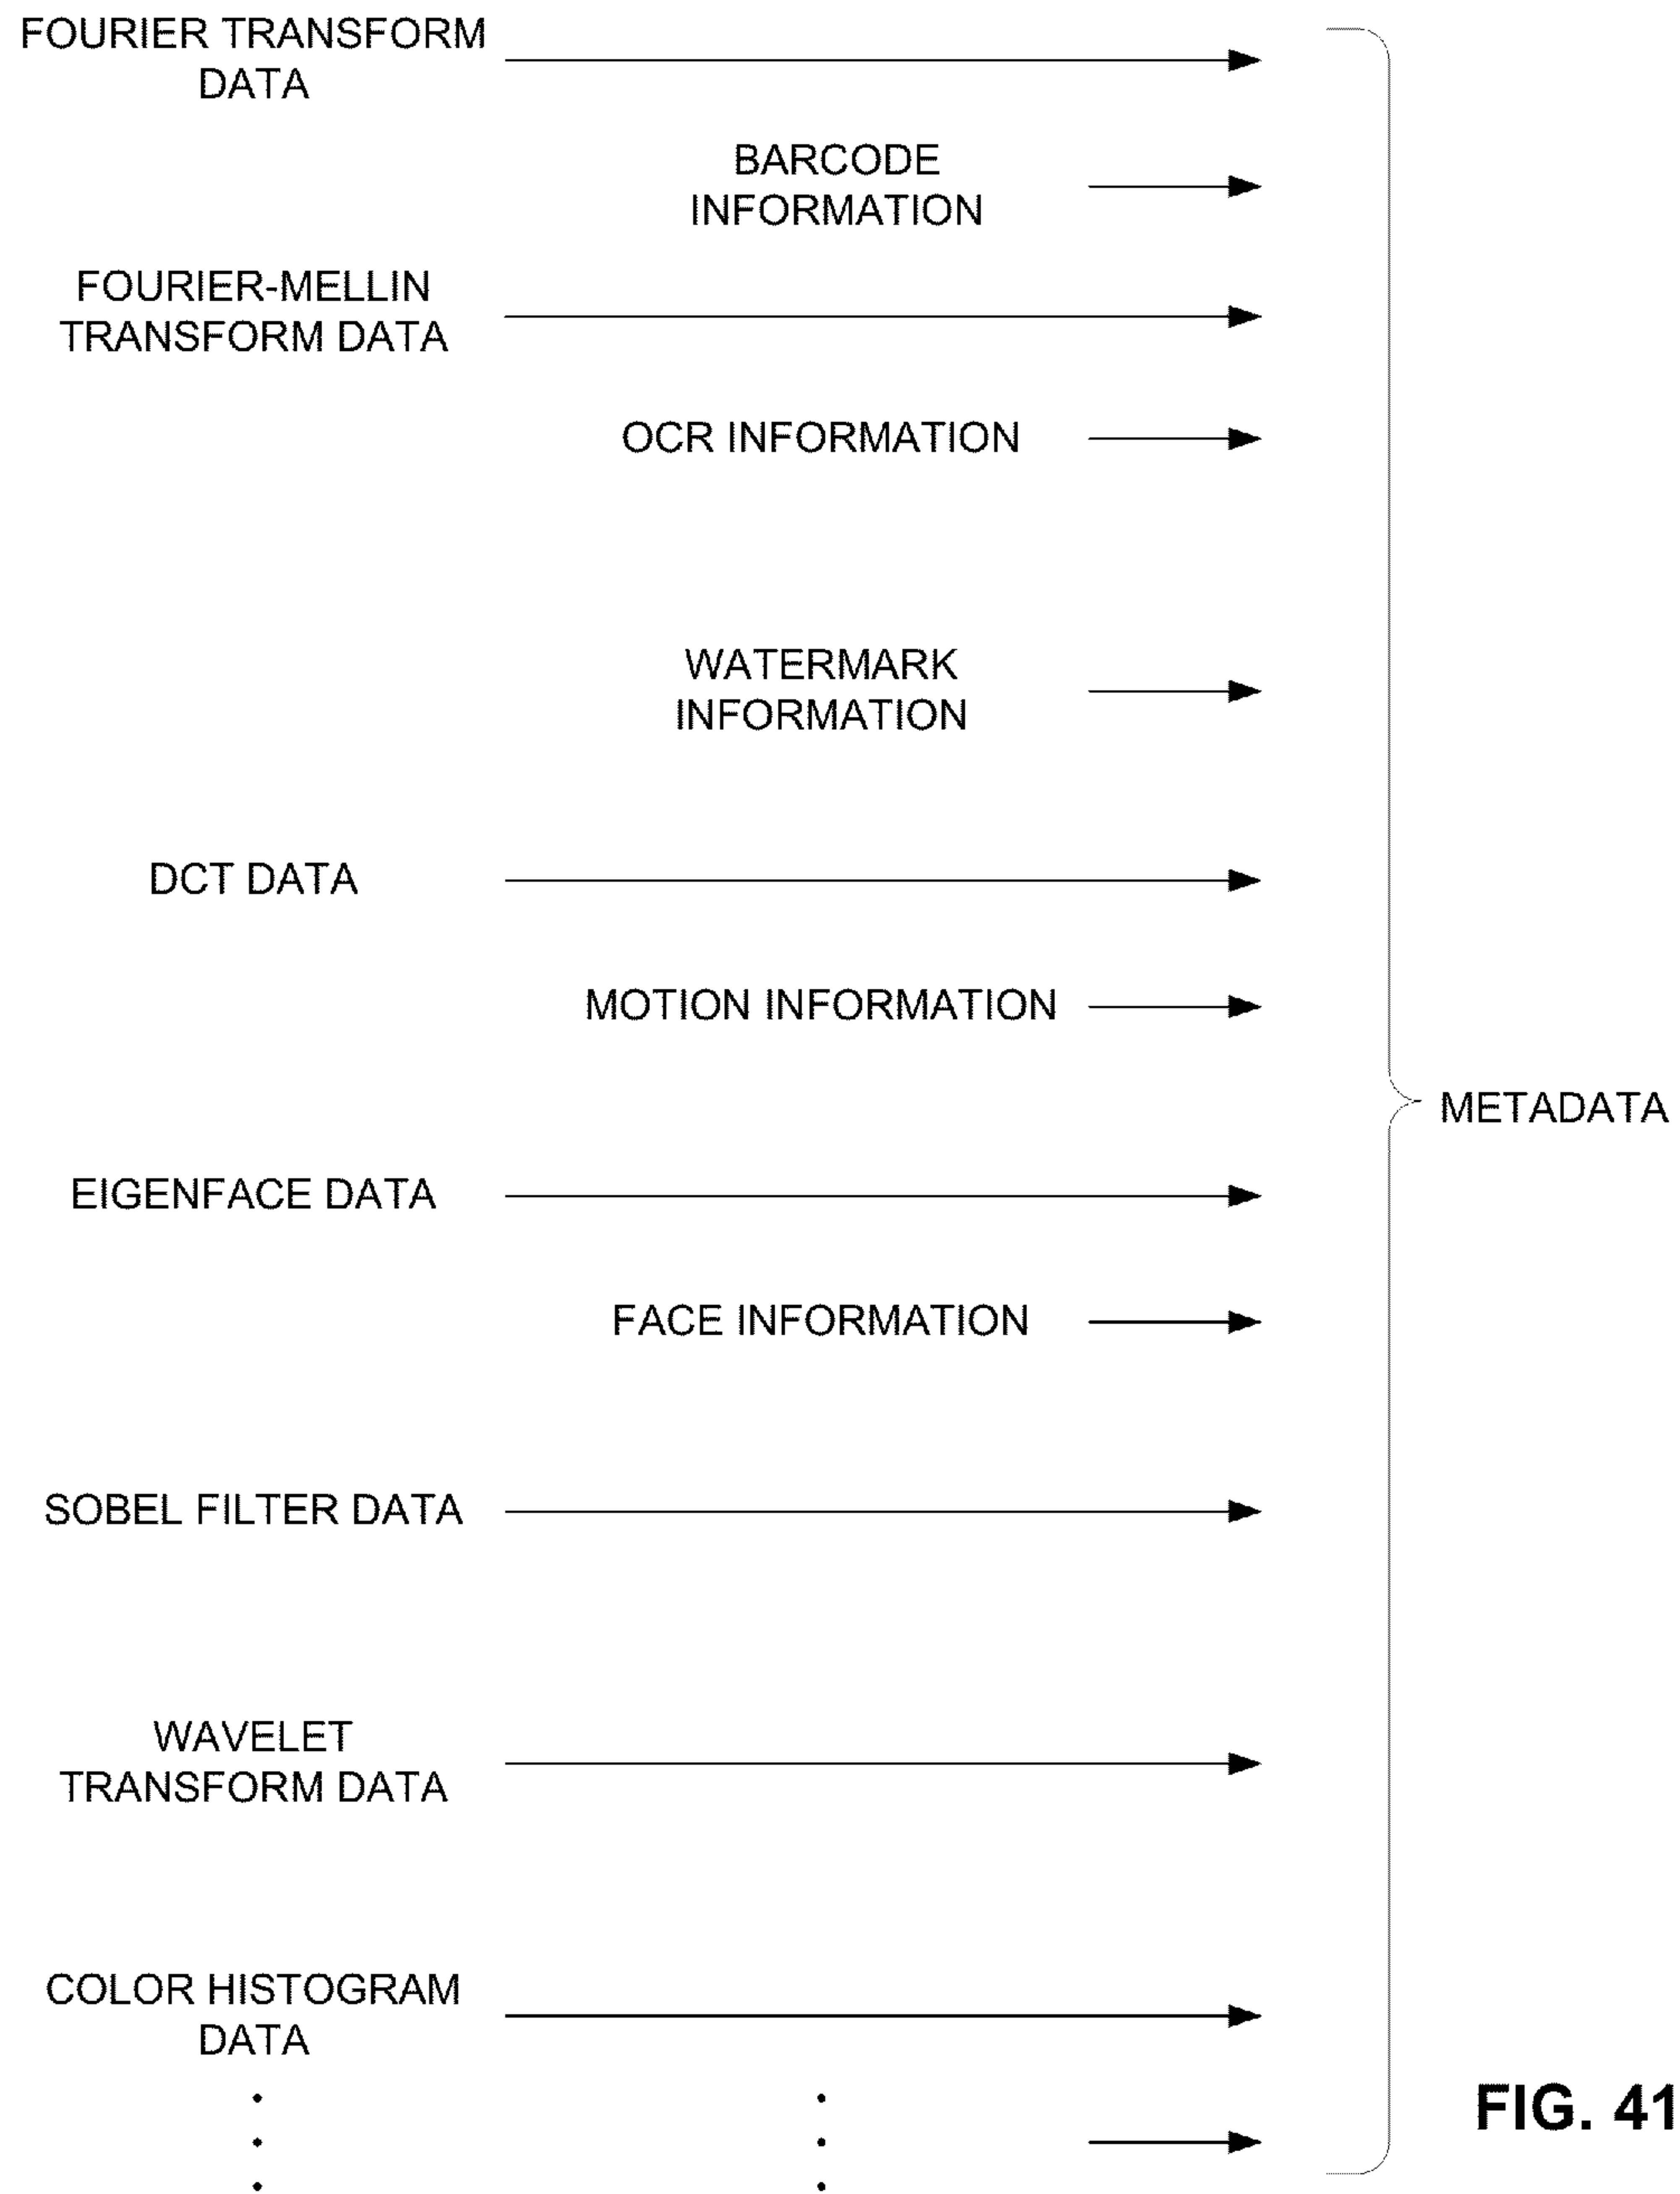 FOURIER TRANSFORM
DATA
BARCODE
INFORMATION
FOURIER-MELLIN
TRANSFORM DATA
OCR INFORMATION
WATERMARK
INFORMATION
DCT DATA
MOTION INFORMATION
METADATA
EIGENFACE DATA
FACE INFORMATION
SOBEL FILTER DATA
WAVELET
TRANSFORM DATA
COLOR HISTOGRAM
DATA
FIG. 41